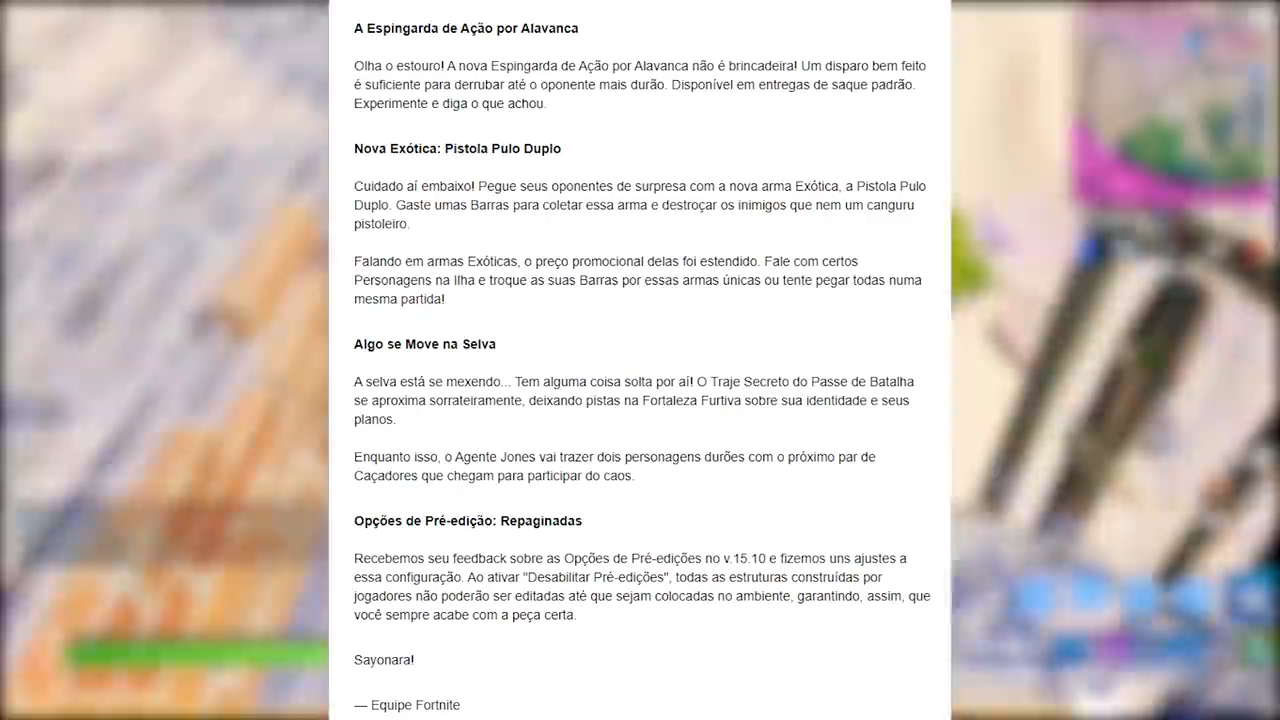 A Espingarda de Ação por Alavanca
Olha o estouro! A nova Espingarda de Ação por Alavanca não é brincadeira! Um disparo bem feito
é suficiente para derrubar até o oponente mais durão. Disponível em entregas de saque padrão.
Experimente e diga o que achou.
Nova Exótica: Pistola Pulo Duplo
Cuidado aí embaixo! Pegue seus oponentes de surpresa com a nova arma Exótica, a Pistola Pulo
Duplo. Gaste umas Barras para coletar essa arma e destroçar os inimigos que nem um canguru
pistoleiro.
Falando em armas Exóticas, o preço promocional delas foi estendido. Fale com certos
Personagens na Ilha e troque as suas Barras por essas armas únicas ou tente pegar todas numa
mesma partida!
Algo se Move na Selva
A selva está se mexendo... Tem alguma coisa solta por aí! O Traje Secreto do Passe de Batalha
se aproxima sorrateiramente, deixando pistas na Fortaleza Furtiva sobre sua identidade e seus
planos.
Enquanto isso, o Agente Jones vai trazer dois personagens durões com o próximo par de
Caçadores que chegam para participar do caos.
Opções de Pré-edição: Repaginadas
Recebemos seu feedback sobre as Opções de Pré-edições no v.15.10 e fizemos uns ajustes a
essa configuração. Ao ativar "Desabilitar Pré-edições", todas as estruturas construídas por
jogadores não poderão ser editadas até que sejam colocadas no ambiente, garantindo, assim, que
você sempre acabe com a peça certa.
Sayonara!
— Equipe Fortnite